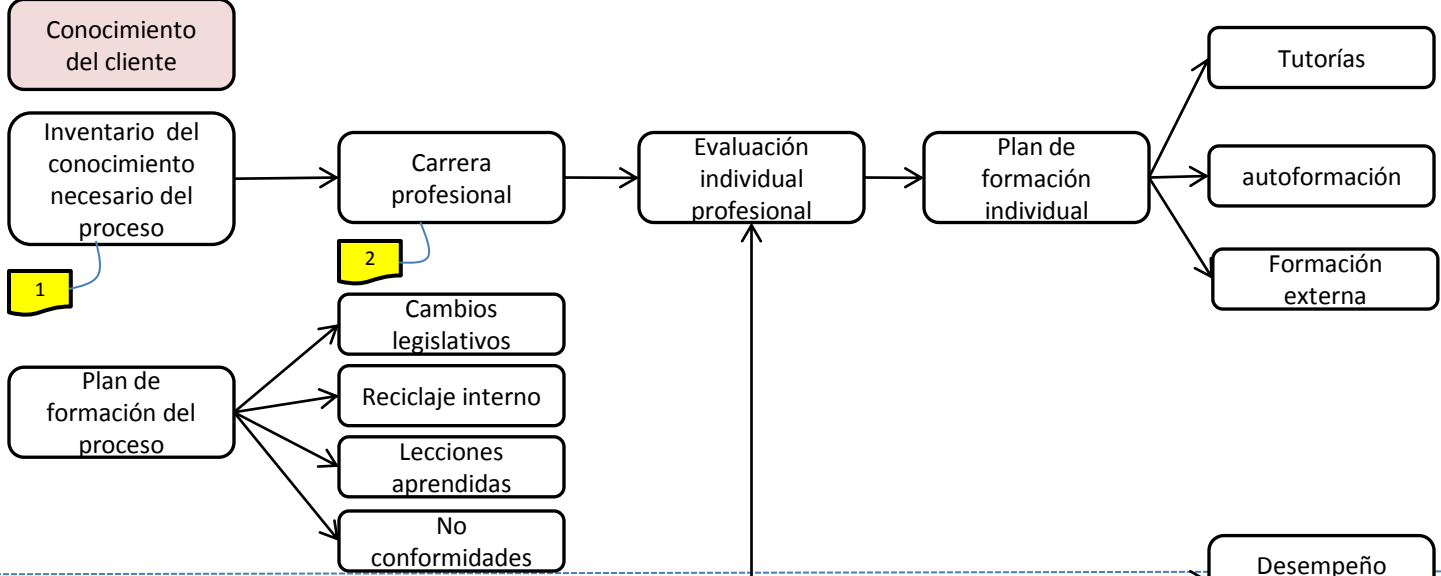 Conocimiento
del cliente
Inventario del
conocimiento
necesario del
proceso
1
Carrera
profesional
2
Evaluación
individual
profesional
Plan de
formación
individual
Tutorías
autoformación
Formación
externa
Plan de
formación del
proceso
Cambios
legislativos
Reciclaje interno
Lecciones
aprendidas
No
conformidades
Desempeño